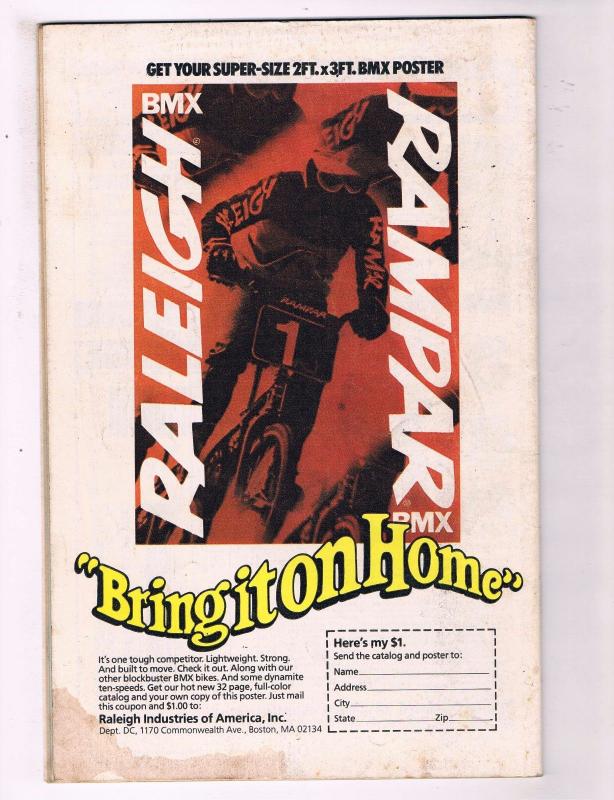 GET YOUR SUPER-SIZE 2FT. x 3FT. BMX POSTER
BMX
RALEIGH®
RAMPAR®
BMX
RALEIGH
RALEIGH
RAMPAR
1
"Bring it on Home"
It's one tough competitor. Lightweight. Strong.
And built to move. Check it out. Along with our
other blockbuster BMX bikes. And some dynamite
ten-speeds. Get our hot new 32 page, full-color
catalog and your own copy of this poster. Just mail
this coupon and $1.00 to:
Raleigh Industries of America, Inc.
Dept. DC, 1170 Commonwealth Ave., Boston, MA 02134
Here's my $1.
Send the catalog and poster to:
Name
Address
City
State Zip